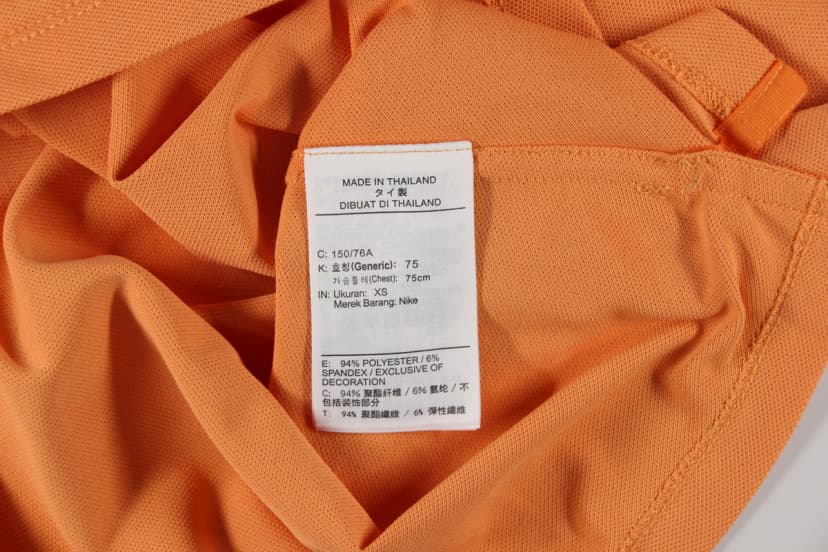 MADE IN THAILAND
タイ製
DIBUAT DI THAILAND
C: 150/76A
K: 호칭(Generic): 75
가슴둘레(Chest): 75cm
IN: Ukuran: XS
Merek Barang: Nike
E: 94% POLYESTER / 6%
SPANDEX / EXCLUSIVE OF
DECORATION
C: 94% 聚酯纤维 / 6% 氨纶 / 不
包括装饰部分
T: 94% 聚酯纖維 / 6% 彈性纖維